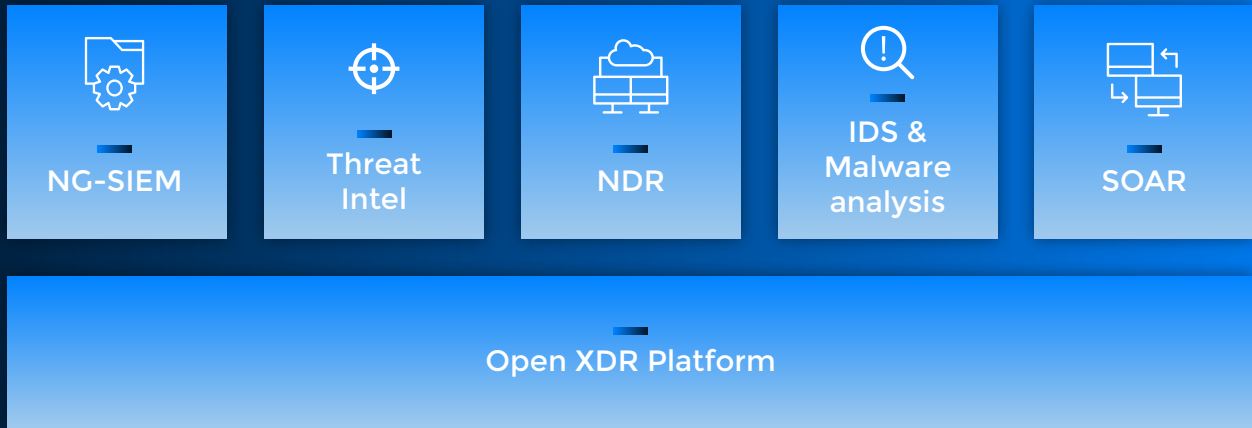 NG-SIEM
Threat
Intel
NDR
IDS &
Malware
analysis
SOAR
Open XDR Platform